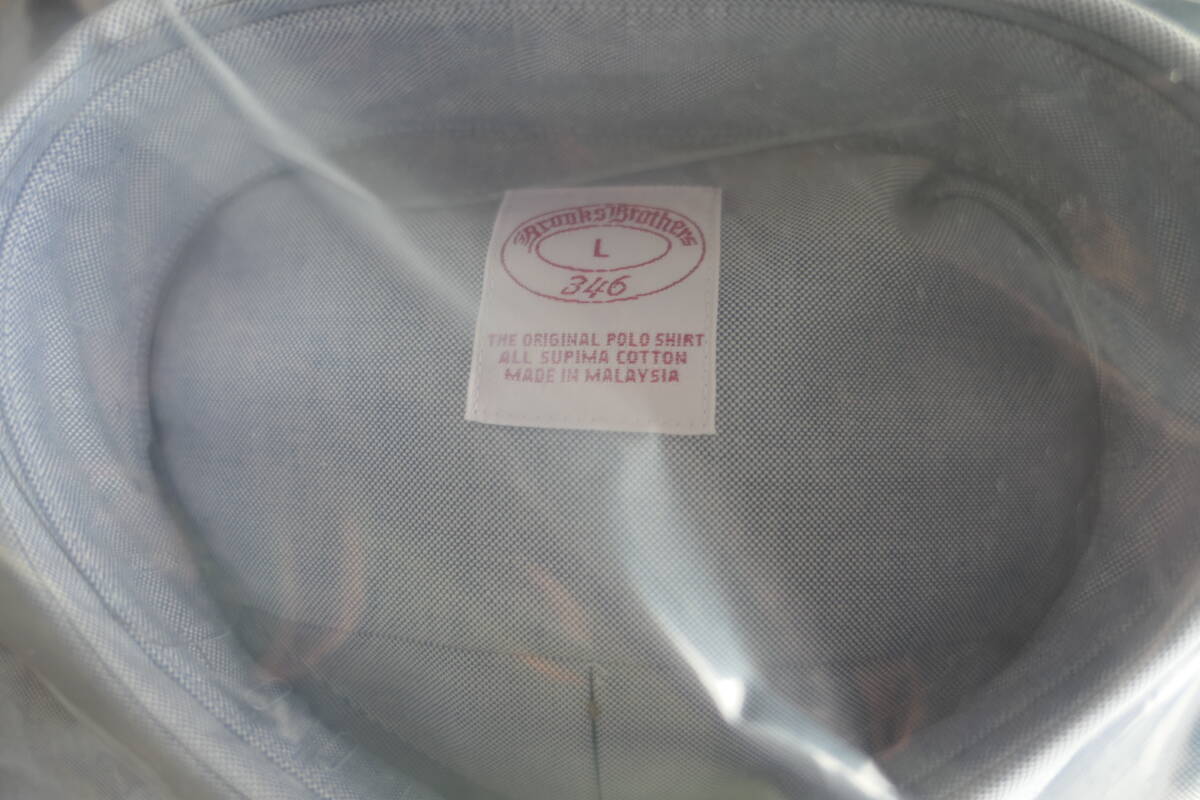 Brooks Brothers
L
346
THE ORIGINAL POLO SHIRT
ALL SUPIMA COTTON
MADE IN MALAYSIA